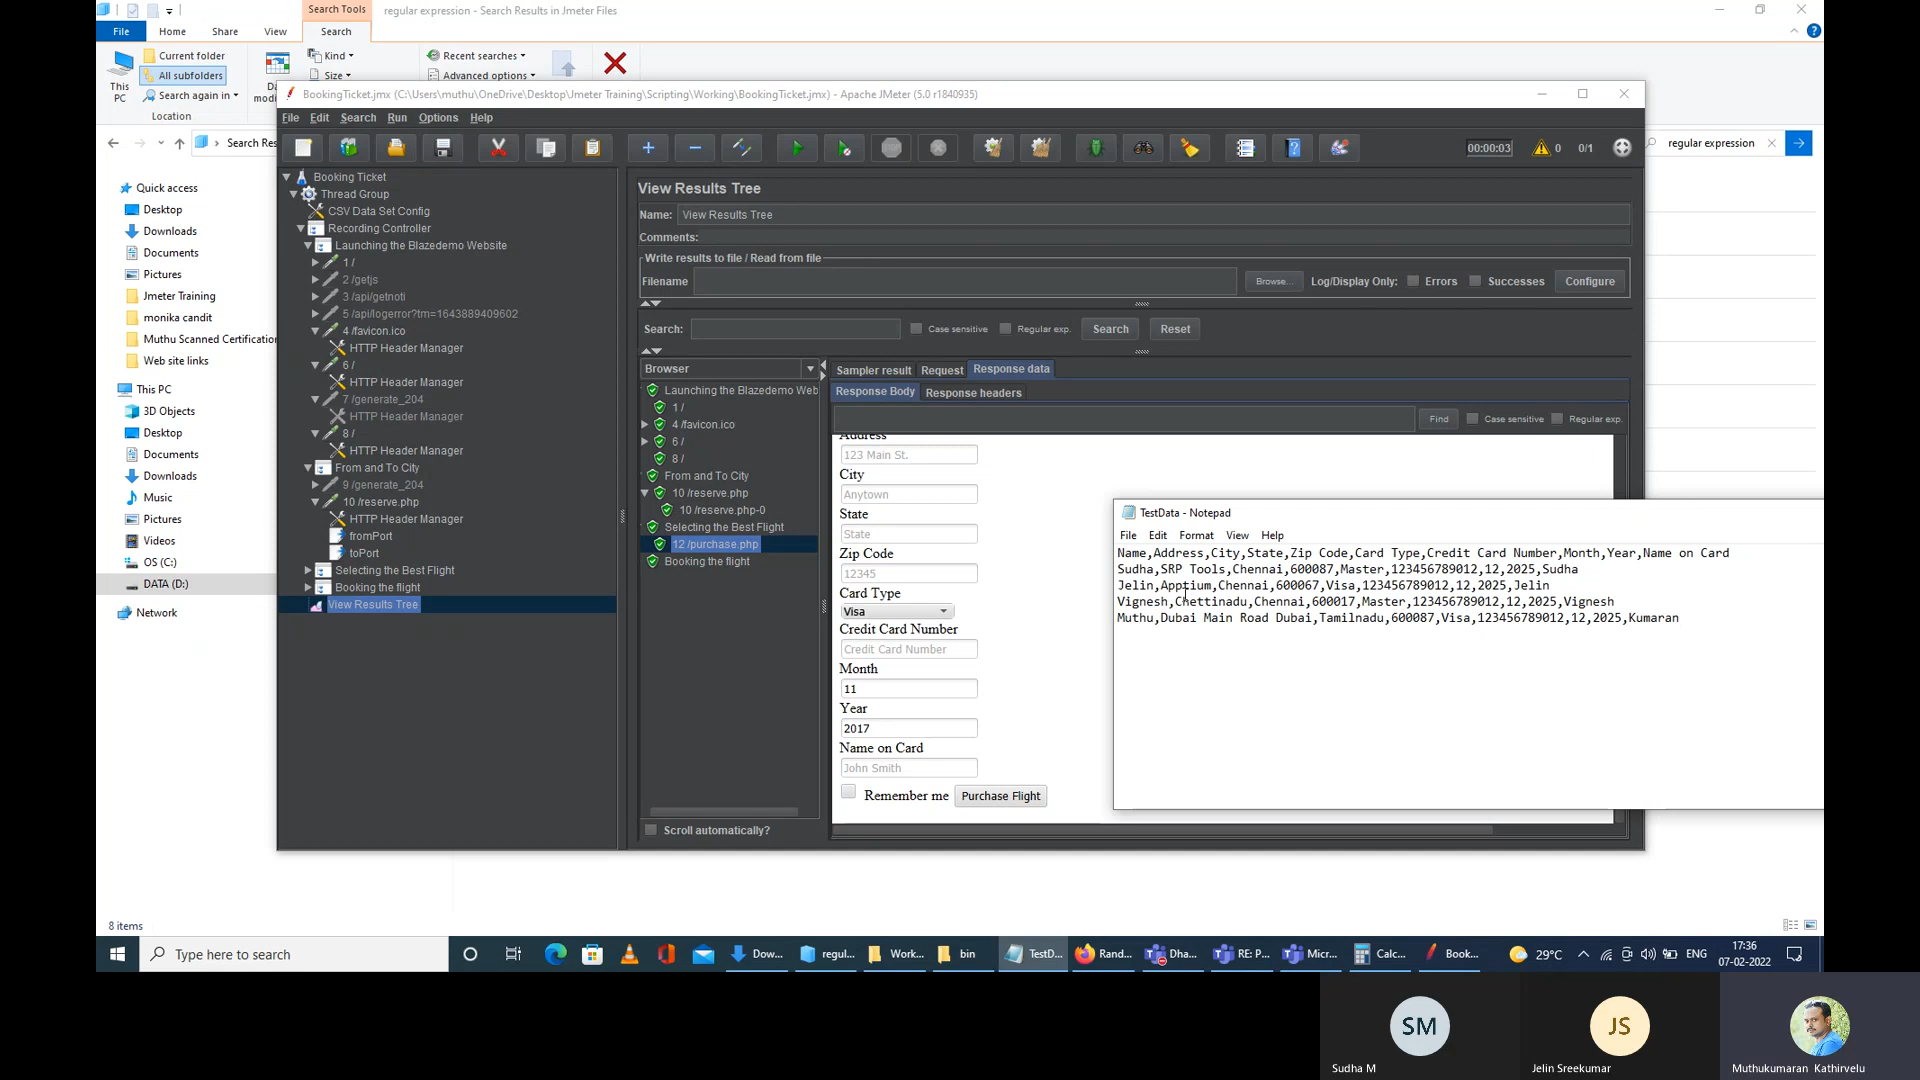 Search Tools
regular expression - Search Results in Jmeter Files
File
Home
Share
View
Search
This PC
Current folder
All subfolders
Search again in
Location
Kind
Size
Recent searches
Advanced options
BookingTicket.jmx (C:\Users\muthu\OneDrive\Desktop\Jmeter Training\Scripting\Working\BookingTicket.jmx) - Apache JMeter (5.0 r1840935)
File Edit Search Run Options Help
00:00:03
0
0/1
Search Res
regular expression
Quick access
Desktop
Downloads
Documents
Pictures
Jmeter Training
monika candit
Muthu Scanned Certification
Web site links
This PC
3D Objects
Desktop
Documents
Downloads
Music
Pictures
Videos
OS (C:)
DATA (D:)
Network
8 items
Booking Ticket
Thread Group
CSV Data Set Config
Recording Controller
Launching the Blazedemo Website
1 /
2 /getjs
3 /api/getnoti
5 /api/logerror?tm=1643889409602
4 /favicon.ico
HTTP Header Manager
6 /
HTTP Header Manager
7 /generate_204
HTTP Header Manager
8 /
HTTP Header Manager
From and To City
9 /generate_204
10 /reserve.php
HTTP Header Manager
fromPort
toPort
Selecting the Best Flight
Booking the flight
View Results Tree
View Results Tree
Name: View Results Tree
Comments:
Write results to file / Read from file
Filename
Browse...
Log/Display Only:
Errors
Successes
Configure
Search:
Case sensitive
Regular exp.
Search
Reset
Browser
Launching the Blazedemo Web
1 /
4 /favicon.ico
6 /
8 /
From and To City
10 /reserve.php
10 /reserve.php-0
Selecting the Best Flight
12 /purchase.php
Booking the flight
Scroll automatically?
Sampler result
Request
Response data
Response Body
Response headers
Find
Case sensitive
Regular exp.
Address
123 Main St.
City
Anytown
State
State
Zip Code
12345
Card Type
Visa
Credit Card Number
Credit Card Number
Month
11
Year
2017
Name on Card
John Smith
Remember me
Purchase Flight
TestData - Notepad
File Edit Format View Help
Name,Address,City,State,Zip Code,Card Type,Credit Card Number,Month,Year,Name on Card
Sudha,SRP Tools,Chennai,600087,Master,123456789012,12,2025,Sudha
Jelin,Apptium,Chennai,600067,Visa,123456789012,12,2025,Jelin
Vignesh,Chettinadu,Chennai,600017,Master,123456789012,12,2025,Vignesh
Muthu,Dubai Main Road Dubai,Tamilnadu,600087,Visa,123456789012,12,2025,Kumaran
Type here to search
Dow...
regul...
Work...
bin
TestD...
Rand...
Dha...
RE: P...
Micr...
Calc...
Book...
29°C
ENG
17:36
07-02-2022
SM
JS
Sudha M
Jelin Sreekumar
Muthukumaran Kathirvelu